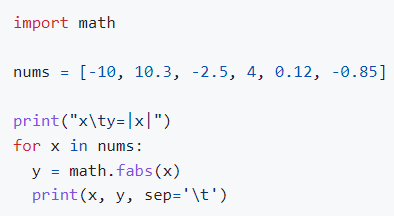 import math
nums = [-10, 10.3, -2.5, 4, 0.12, -0.85]
print("x\ty=|x|")
for x in nums:
  y = math.fabs(x)
  print(x, y, sep='\t')